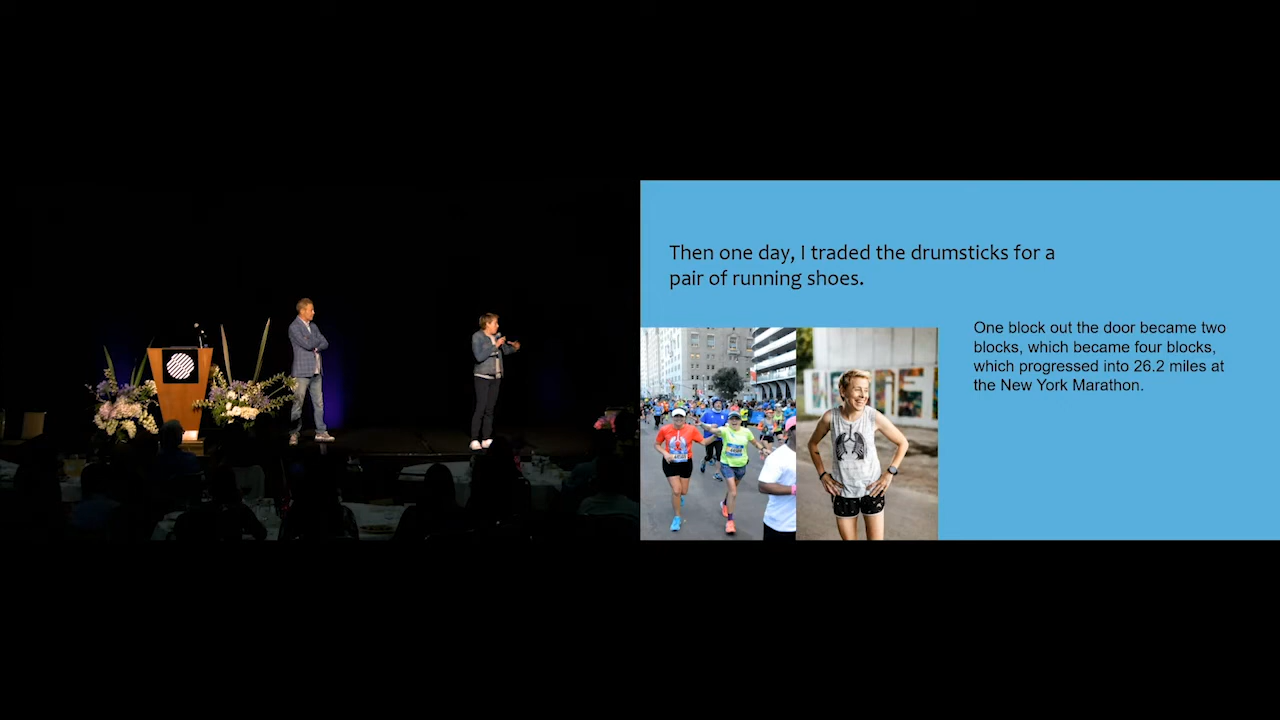 Then one day, I traded the drumsticks for a
pair of running shoes.
One block out the door became two
blocks, which became four blocks,
which progressed into 26.2 miles at
the New York Marathon.